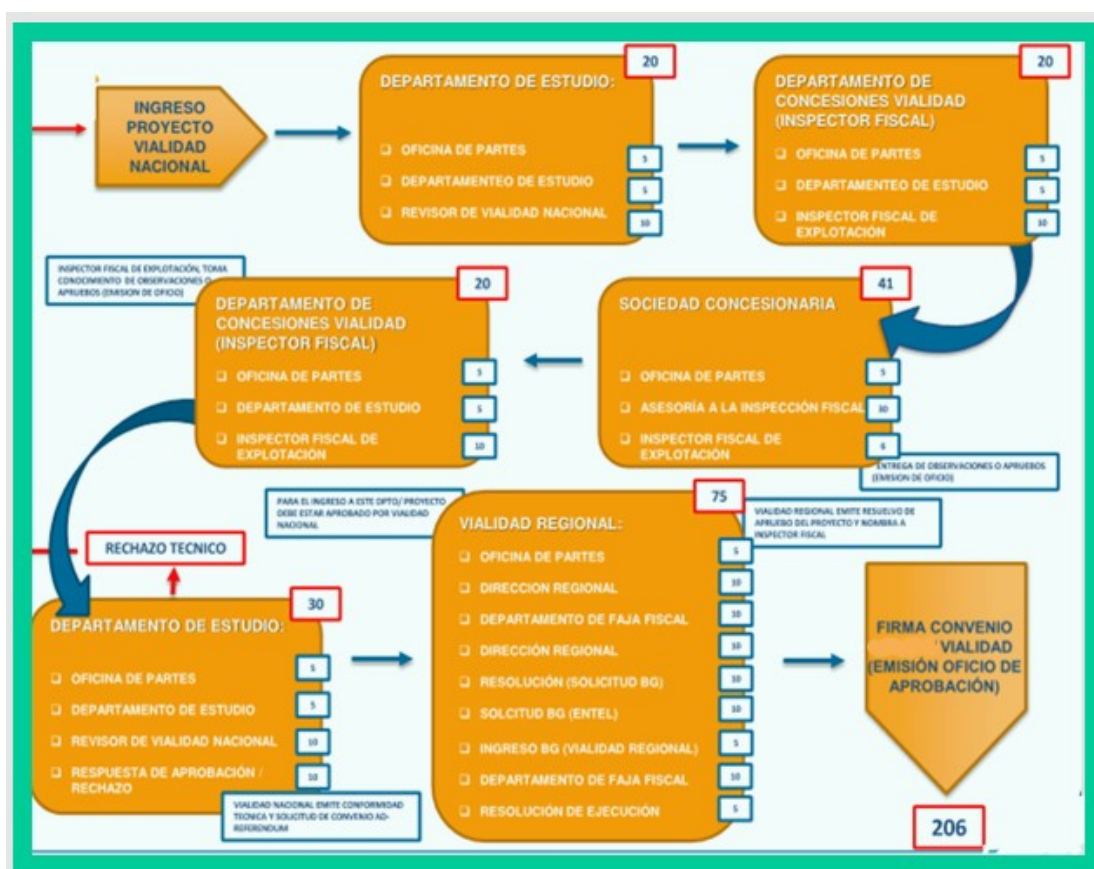 INGRESO
PROYECTO
VIALIDAD
NACIONAL
20
DEPARTAMENTO DE ESTUDIO:
❑ OFICINA DE PARTES
5
❑ DEPARTAMENTEO DE ESTUDIO
5
❑ REVISOR DE VIALIDAD NACIONAL
10
20
DEPARTAMENTO DE
CONCESIONES VIALIDAD
(INSPECTOR FISCAL)
❑ OFICINA DE PARTES
5
❑ DEPARTAMENTEO DE ESTUDIO
5
❑ INSPECTOR FISCAL DE
EXPLOTACIÓN
10
41
SOCIEDAD CONCESIONARIA
❑ OFICINA DE PARTES
5
❑ ASESORÍA A LA INSPECCIÓN FISCAL
30
❑ INSPECTOR FISCAL DE
EXPLOTACIÓN
6
ENTREGA DE OBSERVACIONES O APRUEBOS
(EMISION DE OFICIO)
INSPECTOR FISCAL DE EXPLOTACIÓN, TOMA
CONOCIMIENTO DE OBSERVACIONES O
APRUEBOS (EMISION DE OFICIO)
20
DEPARTAMENTO DE
CONCESIONES VIALIDAD
(INSPECTOR FISCAL)
❑ OFICINA DE PARTES
5
❑ DEPARTAMENTO DE ESTUDIO
5
❑ INSPECTOR FISCAL DE
EXPLOTACIÓN
10
RECHAZO TECNICO
30
DEPARTAMENTO DE ESTUDIO:
❑ OFICINA DE PARTES
5
❑ DEPARTAMENTO DE ESTUDIO
5
❑ REVISOR DE VIALIDAD NACIONAL
10
❑ RESPUESTA DE APROBACIÓN /
RECHAZO
10
VIALIDAD NACIONAL EMITE CONFORMIDAD
TECNICA Y SOLICITUD DE CONVENIO AD-
REFERENDUM
PARA EL INGRESO A ESTE DPTO/ PROYECTO
DEBE ESTAR APROBADO POR VIALIDAD
NACIONAL
75
VIALIDAD REGIONAL:
❑ OFICINA DE PARTES
5
❑ DIRECCION REGIONAL
10
❑ DEPARTAMENTO DE FAJA FISCAL
10
❑ DIRECCIÓN REGIONAL
10
❑ RESOLUCIÓN (SOLICITUD BG)
10
❑ SOLCITUD BG (ENTEL)
10
❑ INGRESO BG (VIALIDAD REGIONAL)
5
❑ DEPARTAMENTO DE FAJA FISCAL
10
❑ RESOLUCIÓN DE EJECUCIÓN
5
VIALIDAD REGIONAL EMITE RESUELVO DE
APRUEBO DEL PROYECTO Y NOMBRA A
INSPECTOR FISCAL
FIRMA CONVENIO
VIALIDAD
(EMISIÓN OFICIO DE
APROBACIÓN)
206